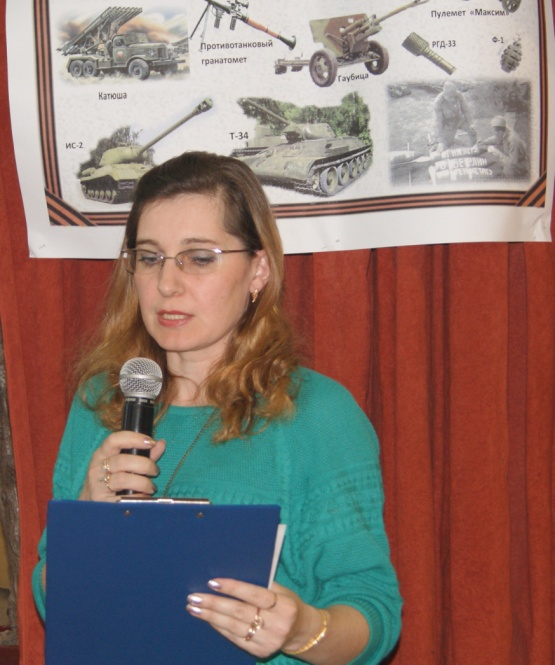 Пулемет «Максим»
Противотанковый
гранатомет
РГД-33
Ф-1
Гаубица
Катюша
ИС-2
Т-34